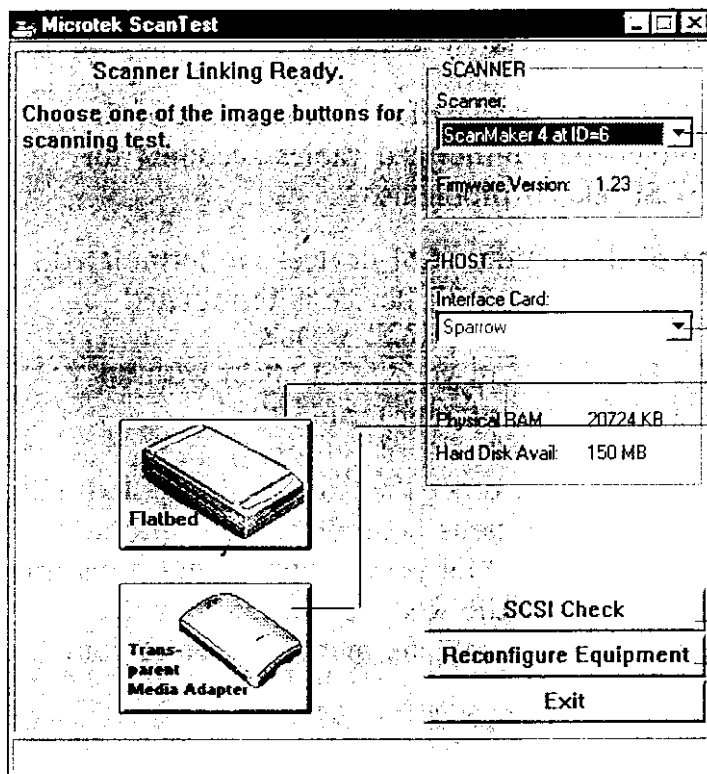 Microtek ScanTest
Scanner Linking Ready.
Choose one of the image buttons for
scanning test.
SCANNER
Scanner:
ScanMaker 4 at ID=6
Firmware Version: 1.23
HOST
Interface Card:
Sparrow
Physical RAM 20724 KB
Hard Disk Avail: 150 MB
Flatbed
Trans-
parent
Media Adapter
SCSI Check
Reconfigure Equipment
Exit